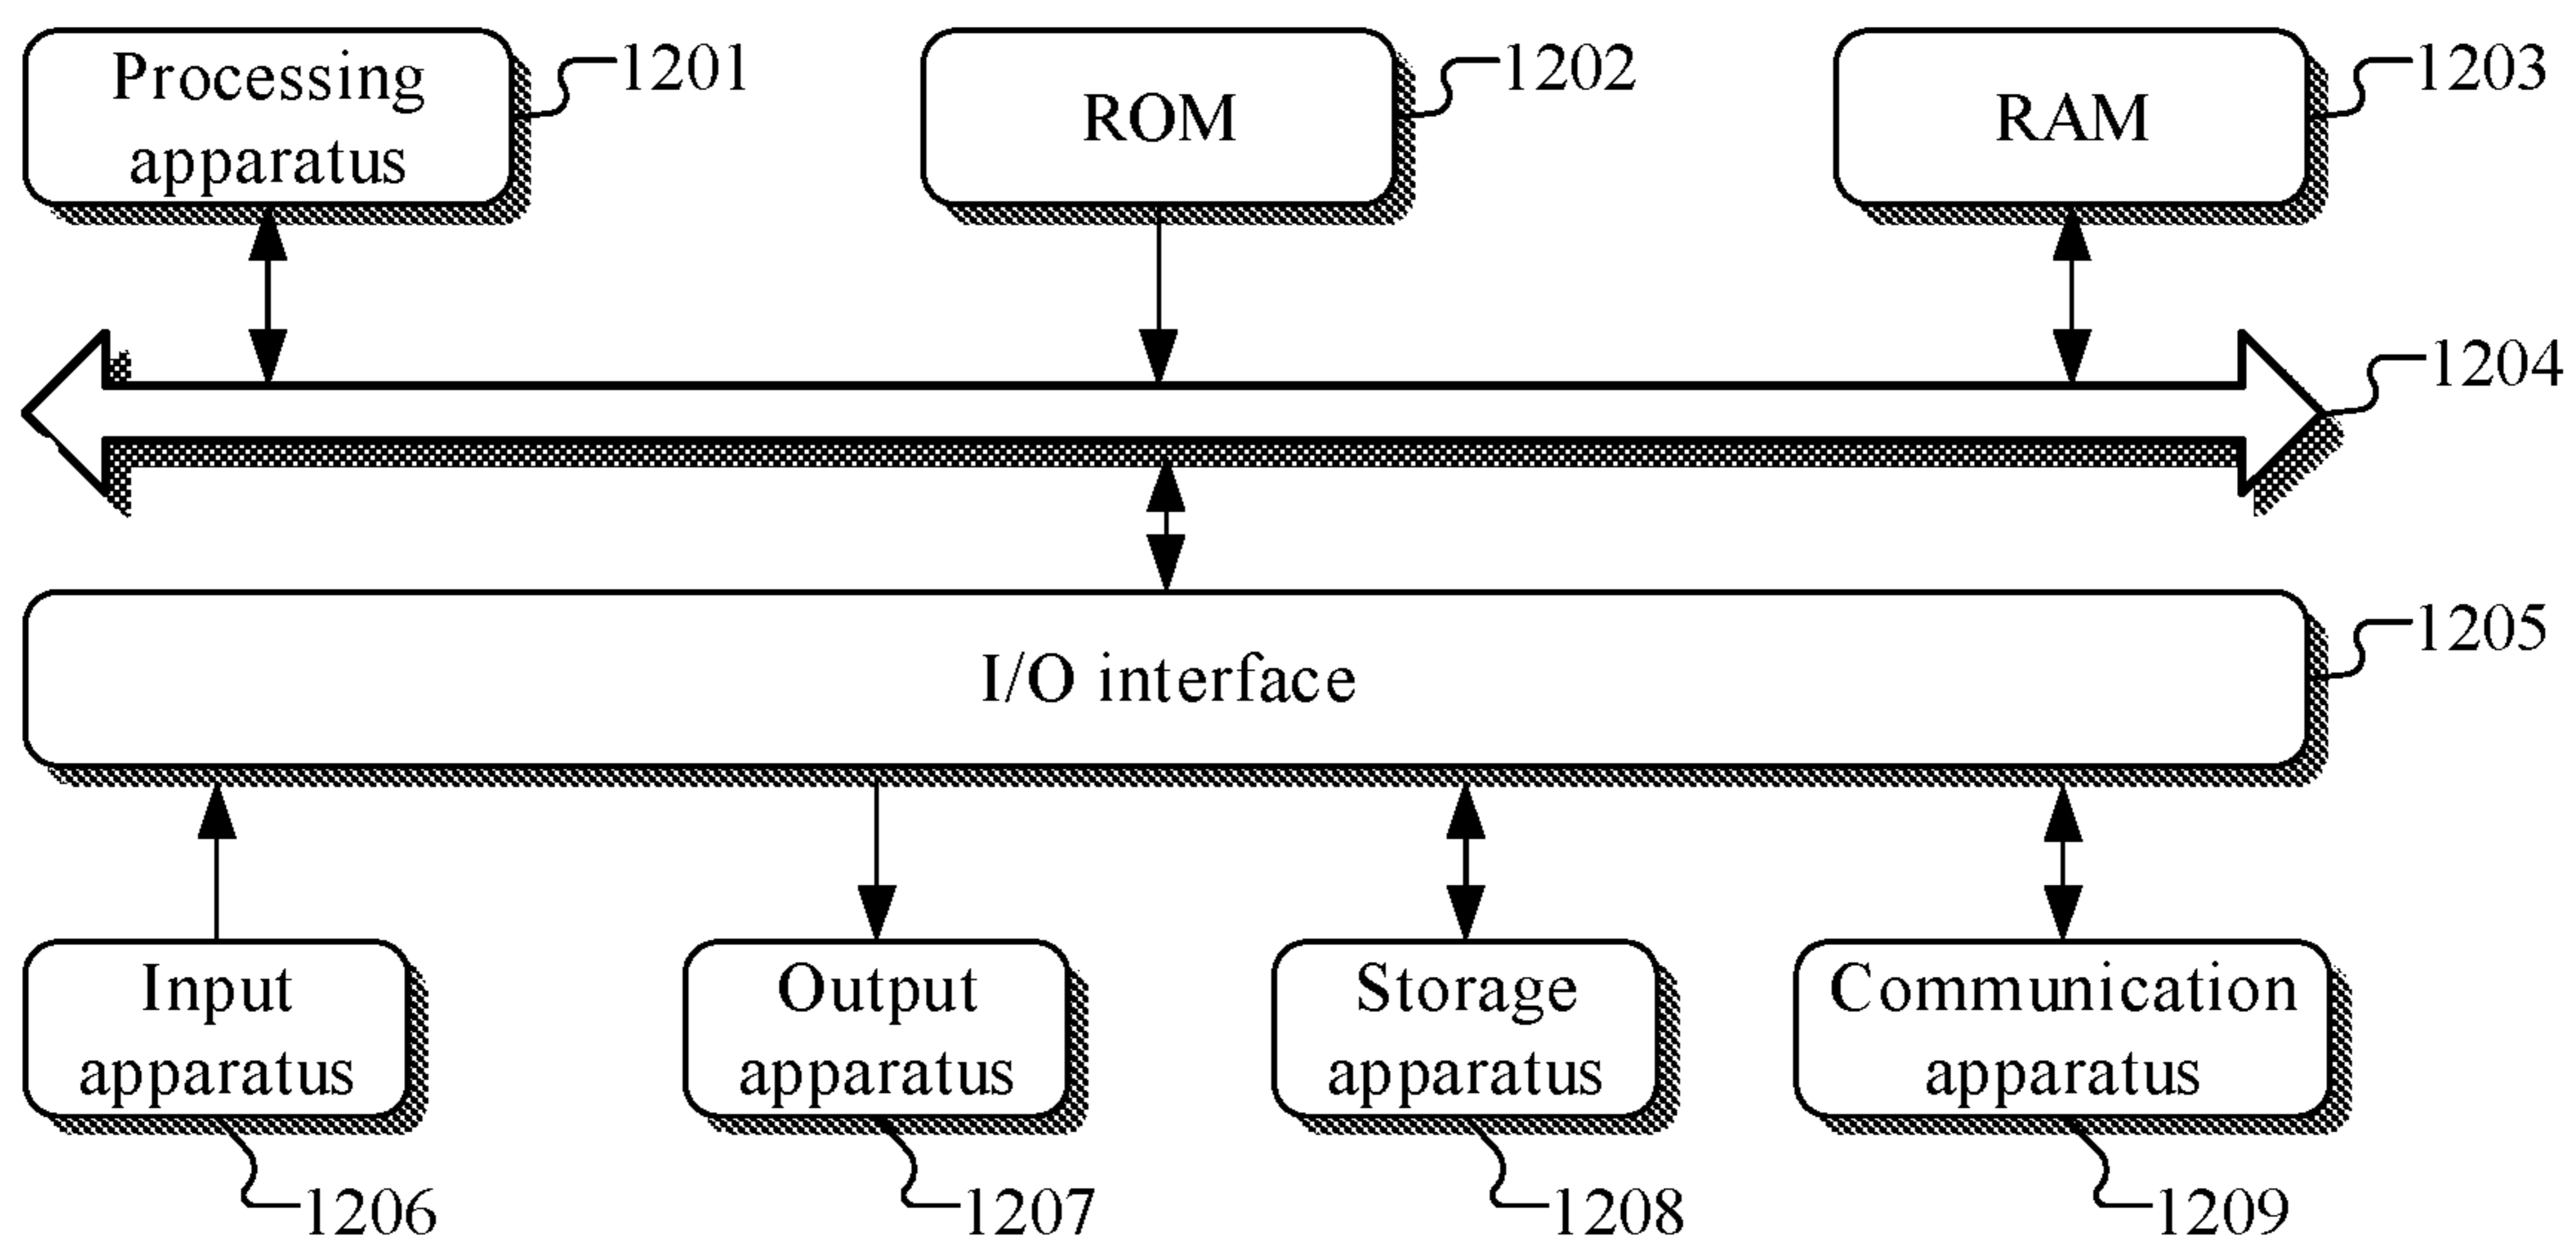 Processing
apparatus
1201
ROM
1202
RAM
1203
1204
I/O interface
1205
Input
apparatus
1206
Output
apparatus
1207
Storage
apparatus
1208
Communication
apparatus
1209